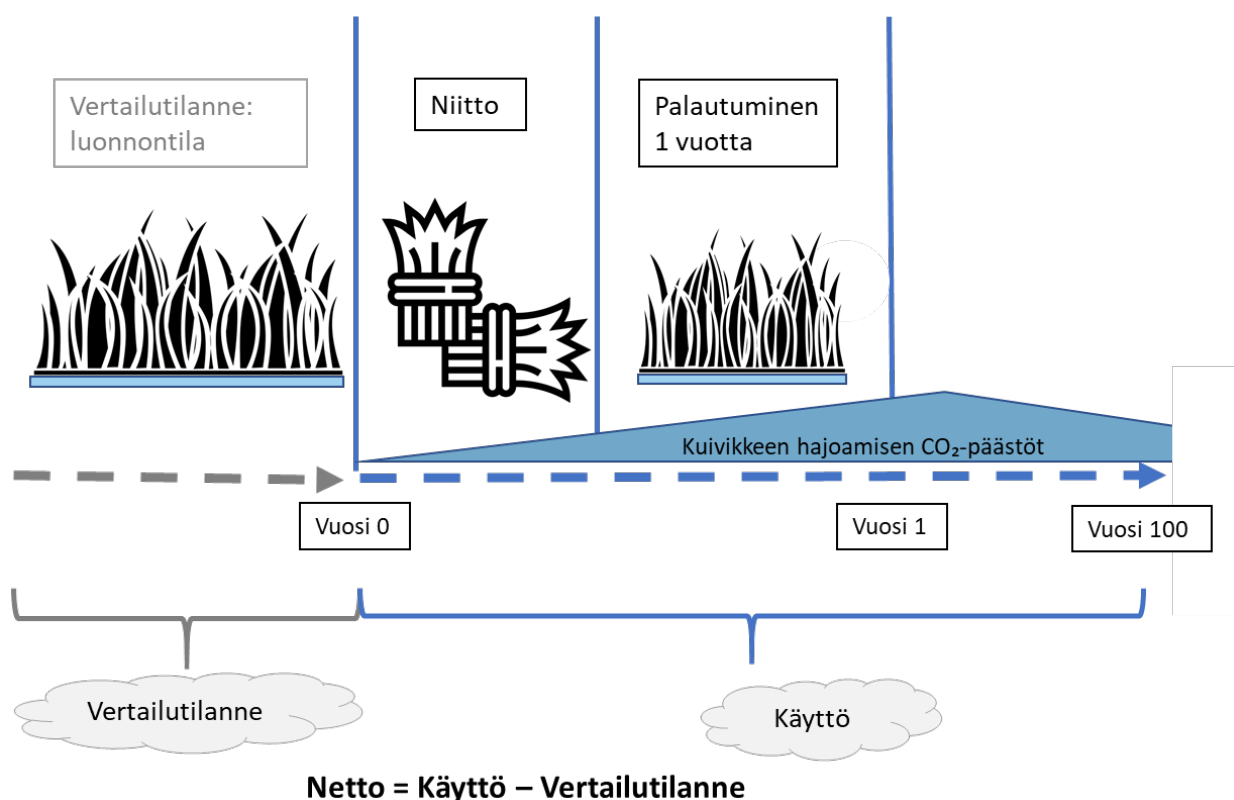 Vertailutilanne:
luonnontila
Niitto
Palautuminen
1 vuotta
Kuivikkeen hajoamisen CO₂-päästöt
Vuosi 0
Vuosi 1
Vuosi 100
Vertailutilanne
Käyttö
Netto = Käyttö – Vertailutilanne